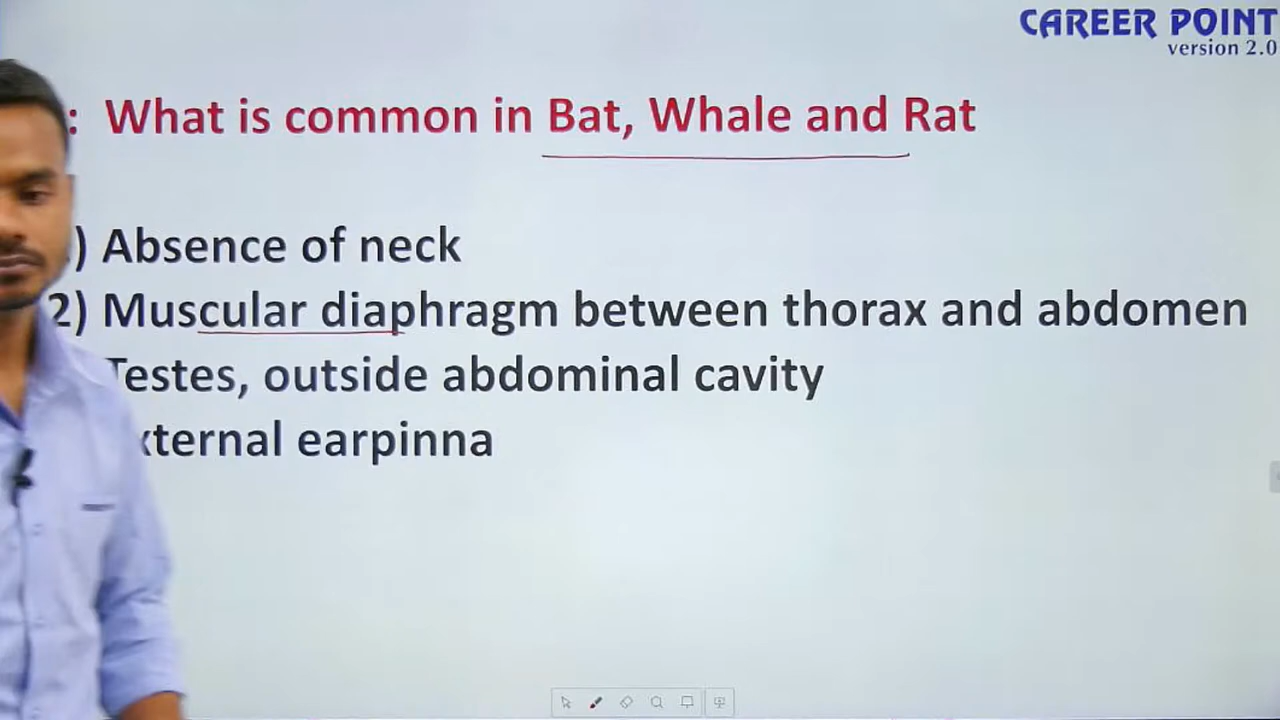 CAREER POINT
version 2.0
: What is common in Bat, Whale and Rat
) Absence of neck
2) Muscular diaphragm between thorax and abdomen
Testes, outside abdominal cavity
xternal earpinna